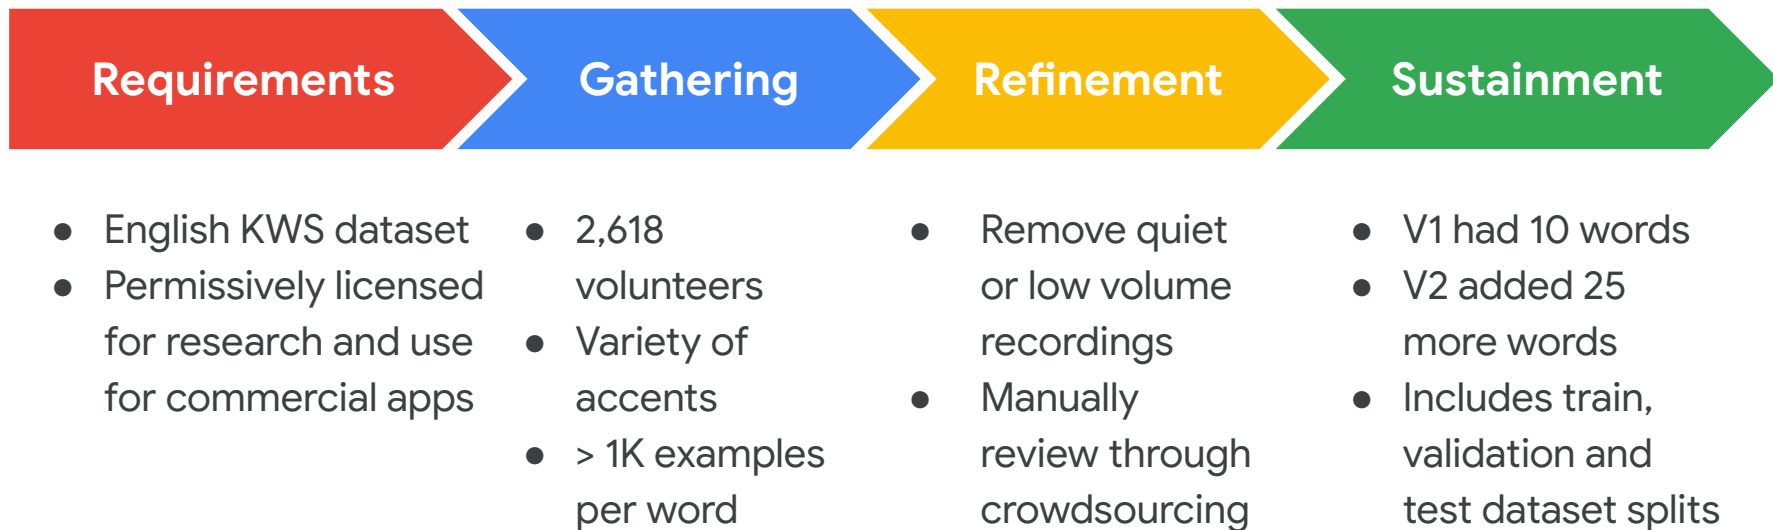 Requirements
Gathering
Refinement
Sustainment
● English KWS dataset
● Permissively licensed
for research and use
for commercial apps
● 2,618
volunteers
● Variety of
accents
● > 1K examples
per word
● Remove quiet
or low volume
recordings
● Manually
review through
crowdsourcing
● V1 had 10 words
● V2 added 25
more words
● Includes train,
validation and
test dataset splits